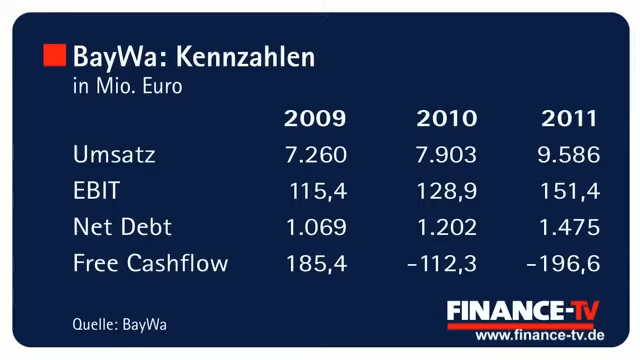 BayWa: Kennzahlen
in Mio. Euro
2009 2010 2011
Umsatz 7.260 7.903 9.586
EBIT 115,4 128,9 151,4
Net Debt 1.069 1.202 1.475
Free Cashflow 185,4 –112,3 –196,6
Quelle: BayWa
FINANCE-TV
www.finance-tv.de